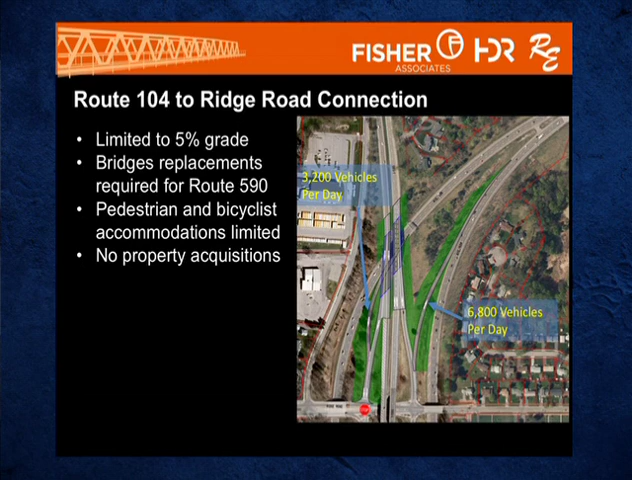 FISHER
ASSOCIATES
HDR
RE
Route 104 to Ridge Road Connection
• Limited to 5% grade
• Bridges replacements
required for Route 590
• Pedestrian and bicyclist
accommodations limited
• No property acquisitions
3,200 Vehicles
Per Day
6,800 Vehicles
Per Day